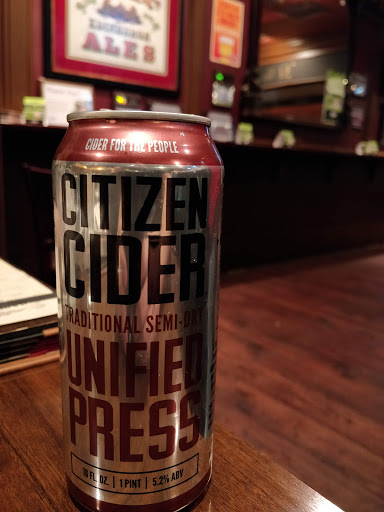 ALES
CIDER FOR THE PEOPLE
CITIZEN
CIDER
TRADITIONAL SEMI-DRY
UNIFIED
PRESS
16 FL. OZ. | 1 PINT | 5.2% ABV